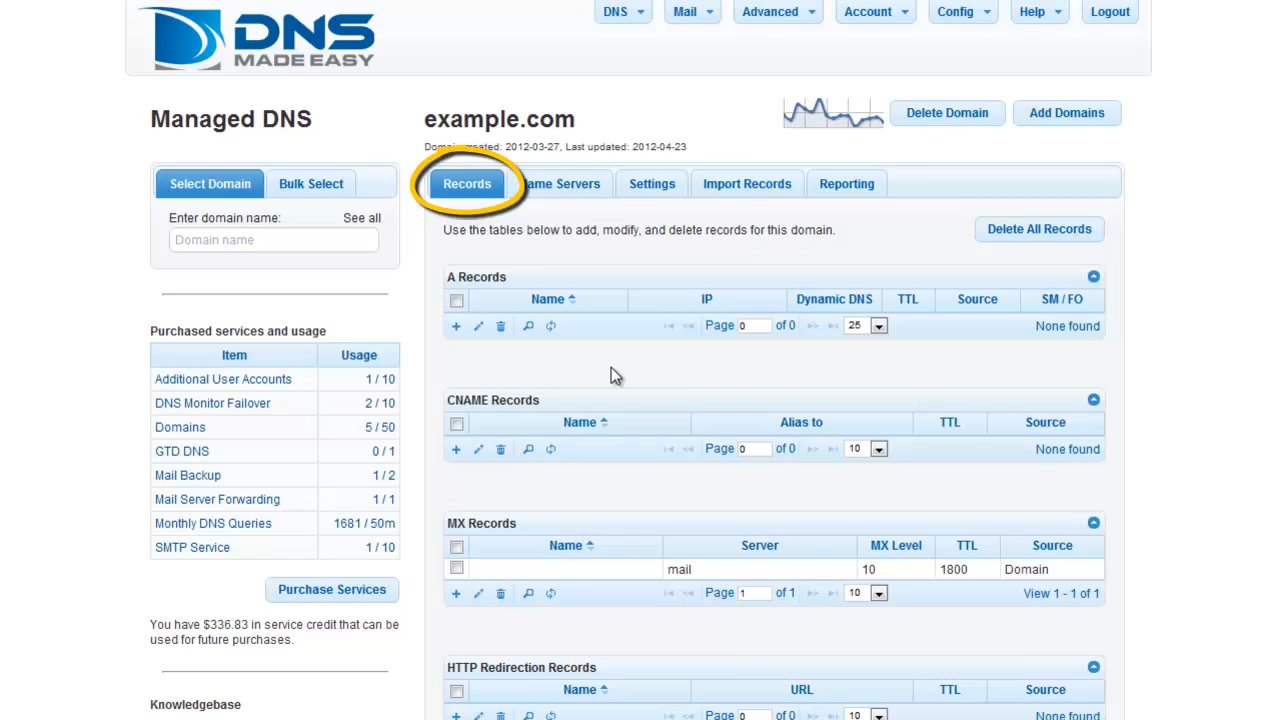 DNS
MADE EASY
DNS Mail Advanced Account Config Help Logout
Managed DNS
example.com
Delete Domain Add Domains
created: 2012-03-27, Last updated: 2012-04-23
Select Domain Bulk Select
Records Servers Settings Import Records Reporting
Enter domain name: See all
Domain name
Use the tables below to add, modify, and delete records for this domain.
Delete All Records
A Records
Name IP Dynamic DNS TTL Source SM / FO
Page 0 of 0 25 None found
Purchased services and usage
Item Usage
Additional User Accounts 1 / 10
DNS Monitor Failover 2 / 10
Domains 5 / 50
GTD DNS 0 / 1
Mail Backup 1 / 2
Mail Server Forwarding 1 / 1
Monthly DNS Queries 1681 / 50m
SMTP Service 1 / 10
Purchase Services
You have $336.83 in service credit that can be
used for future purchases.
Knowledgebase
CNAME Records
Name Alias to TTL Source
Page 0 of 0 10 None found
MX Records
Name Server MX Level TTL Source
mail 10 1800 Domain
Page 1 of 1 10 View 1 - 1 of 1
HTTP Redirection Records
Name URL TTL Source
Page 0 of 0 10 None found